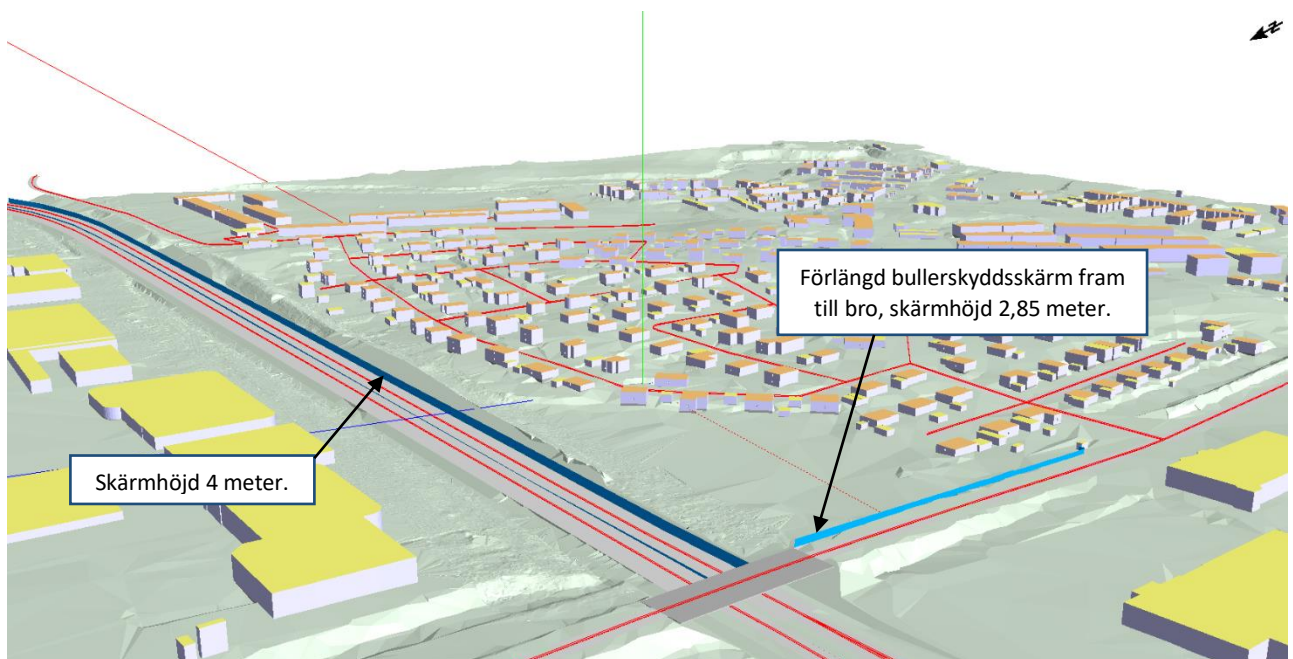 N
Förlängd bullerskyddsskärm fram
till bro, skärmhöjd 2,85 meter.
Skärmhöjd 4 meter.